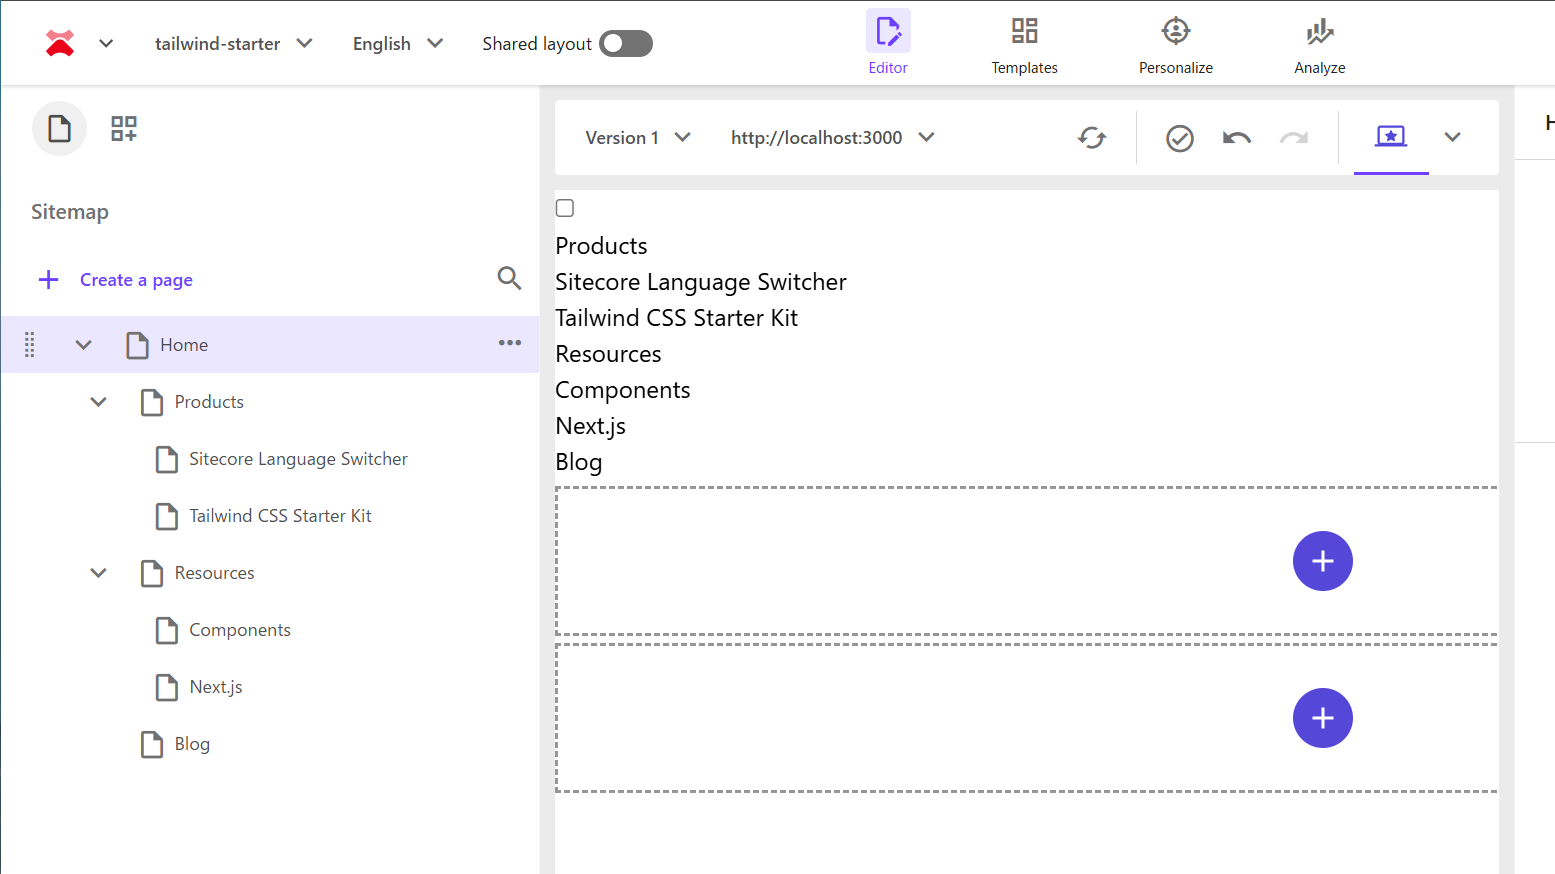 tailwind-starter
English
Shared layout
Editor
Templates
Personalize
Analyze
Sitemap
Create a page
Home
Products
Sitecore Language Switcher
Tailwind CSS Starter Kit
Resources
Components
Next.js
Blog
Version 1
http://localhost:3000
Products
Sitecore Language Switcher
Tailwind CSS Starter Kit
Resources
Components
Next.js
Blog